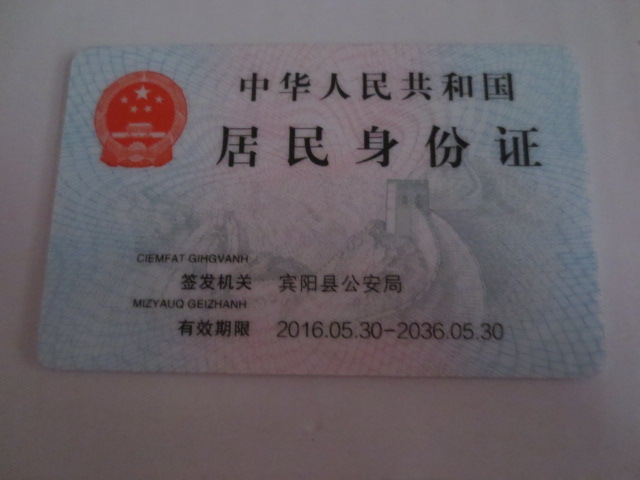 中华人民共和国
居民身份证
CIEMFAT GIHGVANH
签发机关 宾阳县公安局
MIZYAUQ GEIZHANH
有效期限 2016.05.30-2036.05.30